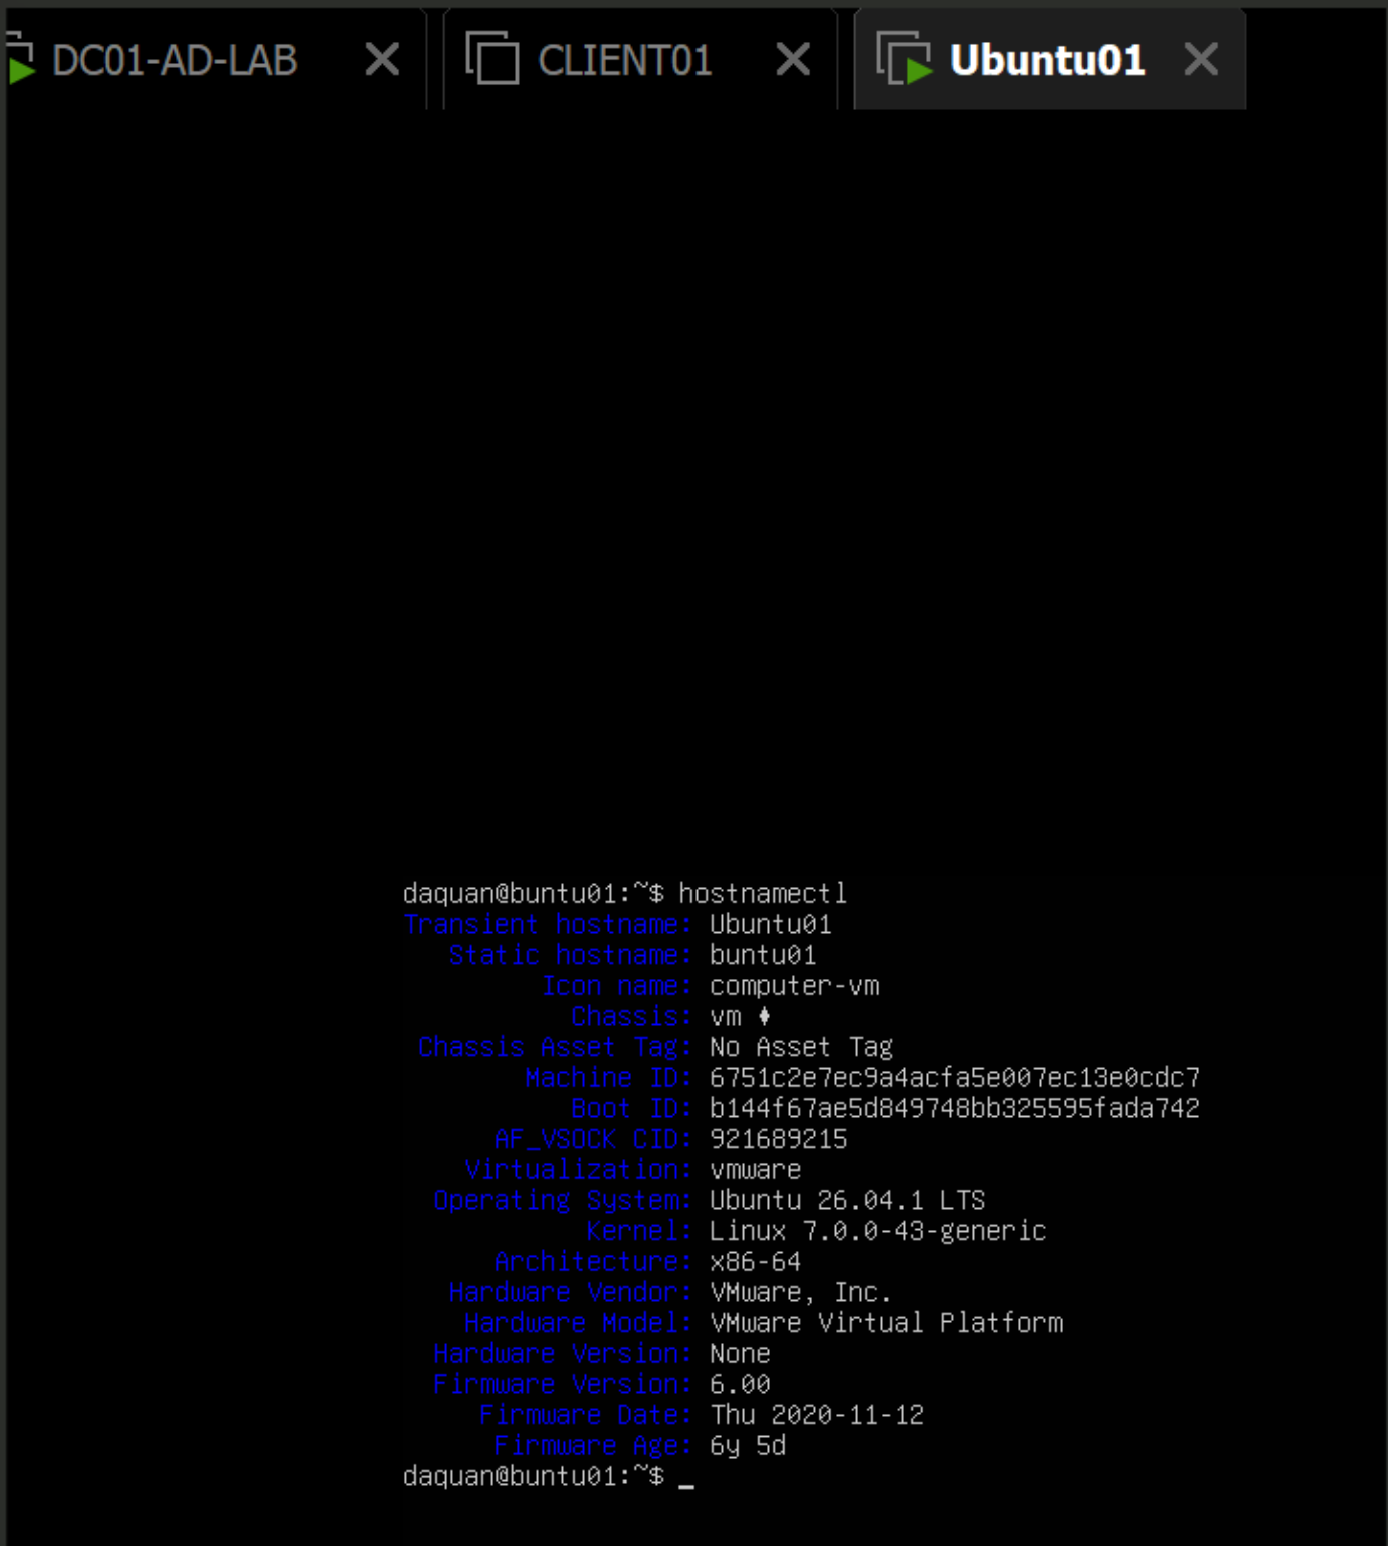 DC01-AD-LAB CLIENT01 Ubuntu01
daquan@buntu01:~$ hostnamectl
Transient hostname: Ubuntu01
Static hostname: buntu01
Icon name: computer-vm
Chassis: vm ♦
Chassis Asset Tag: No Asset Tag
Machine ID: 6751c2e7ec9a4acfa5e007ec13e0cdc7
Boot ID: b144f67ae5d849748bb325595fada742
AF_VSOCK CID: 921689215
Virtualization: vmware
Operating System: Ubuntu 26.04.1 LTS
Kernel: Linux 7.0.0-43-generic
Architecture: x86-64
Hardware Vendor: VMware, Inc.
Hardware Model: VMware Virtual Platform
Hardware Version: None
Firmware Version: 6.00
Firmware Date: Thu 2020-11-12
Firmware Age: 6y 5d
daquan@buntu01:~$ _